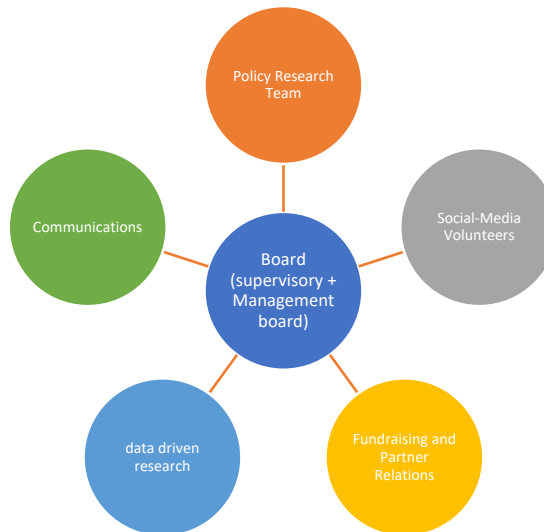 Policy Research
Team
Communications
Social-Media
Volunteers
Board
(supervisory +
Management
board)
data driven
research
Fundraising and
Partner
Relations